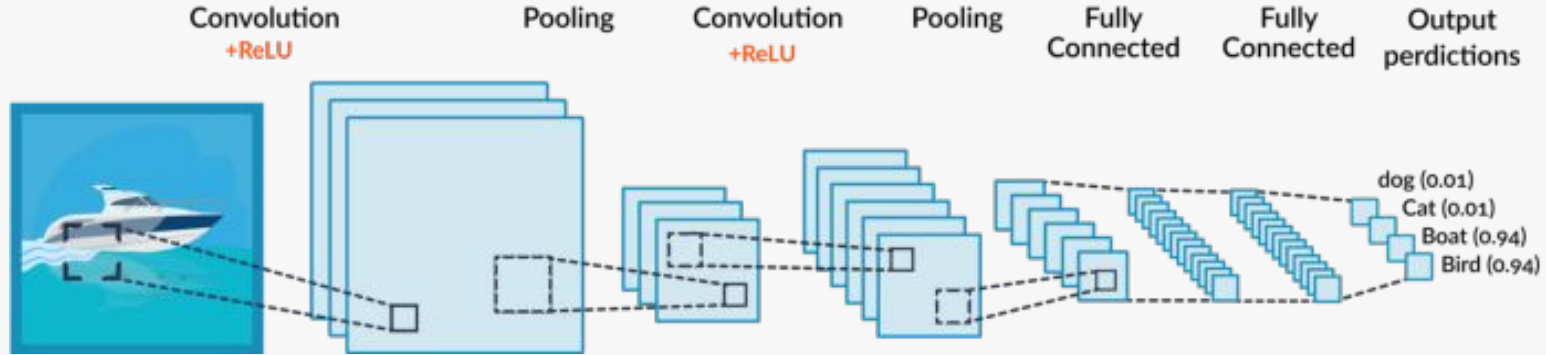 Convolution
+ReLU
Pooling
Convolution
+ReLU
Pooling
Fully
Connected
Fully
Connected
Output
perdictions
dog (0.01)
Cat (0.01)
Boat (0.94)
Bird (0.94)